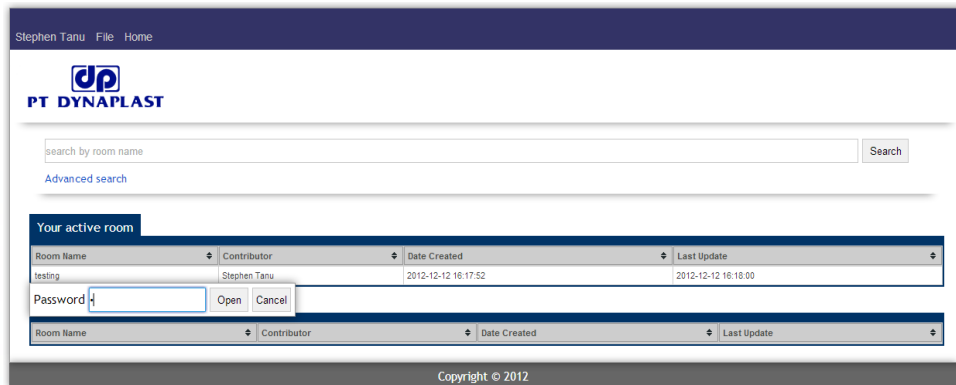 Stephen Tanu File Home
dp
PT DYNAPLAST
search by room name Search
Advanced search
Your active room
Room Name Contributor Date Created Last Update
testing Stephen Tanu 2012-12-12 16:17:52 2012-12-12 16:18:00
Password Open Cancel
Room Name Contributor Date Created Last Update
Copyright © 2012